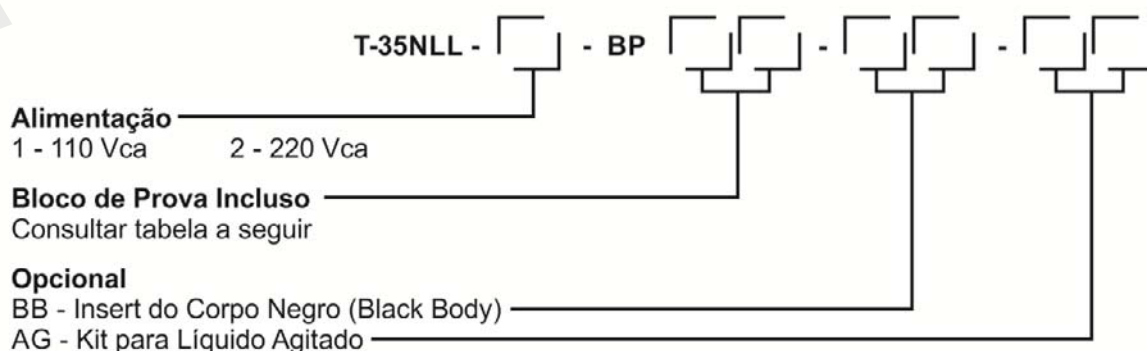 T-35NLL - - BP - -
Alimentação
1 - 110 Vca 2 - 220 Vca
Bloco de Prova Incluso
Consultar tabela a seguir
Opcional
BB - Insert do Corpo Negro (Black Body)
AG - Kit para Líquido Agitado